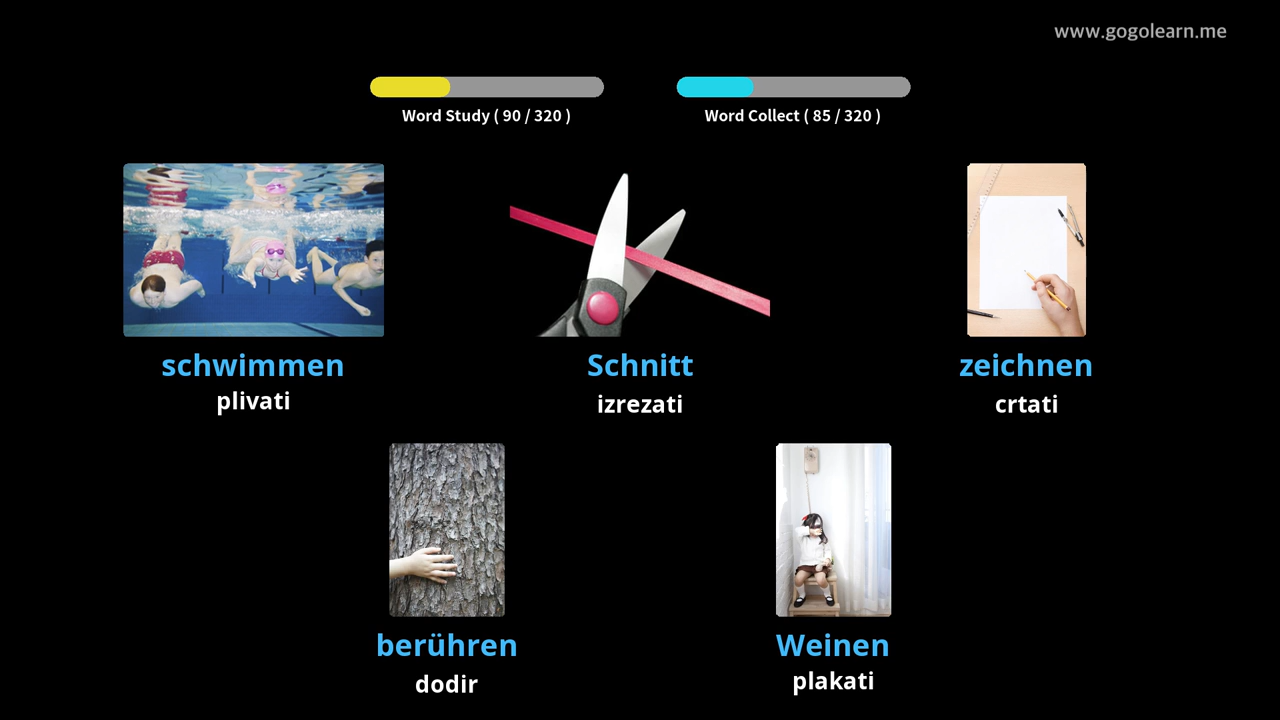 www.gogolearn.me
Word Study ( 90 / 320 )
Word Collect ( 85 / 320 )
schwimmen
plivati
Schnitt
izrezati
zeichnen
crtati
berühren
dodir
Weinen
plakati